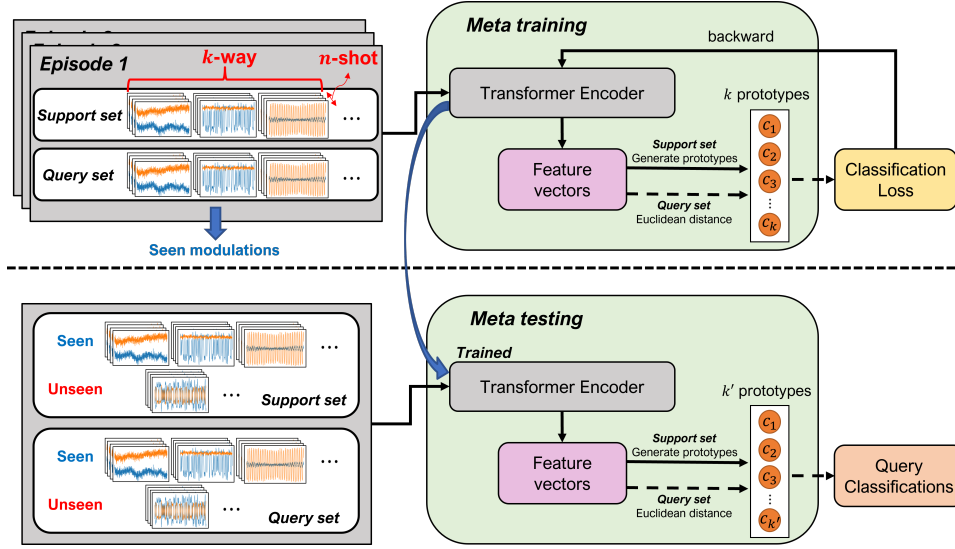 Episode 1
k-way
n-shot
Support set
...
Query set
...
Seen modulations
Meta training
backward
Transformer Encoder
k prototypes
Feature
vectors
Support set
Generate prototypes
Query set
Euclidean distance
c1
c2
c3
⋮
ck
Classification
Loss
Seen
...
Unseen
...
Support set
Seen
...
Unseen
...
Query set
Meta testing
Trained
Transformer Encoder
k′ prototypes
Feature
vectors
Support set
Generate prototypes
Query set
Euclidean distance
c1
c2
c3
⋮
ck′
Query
Classifications